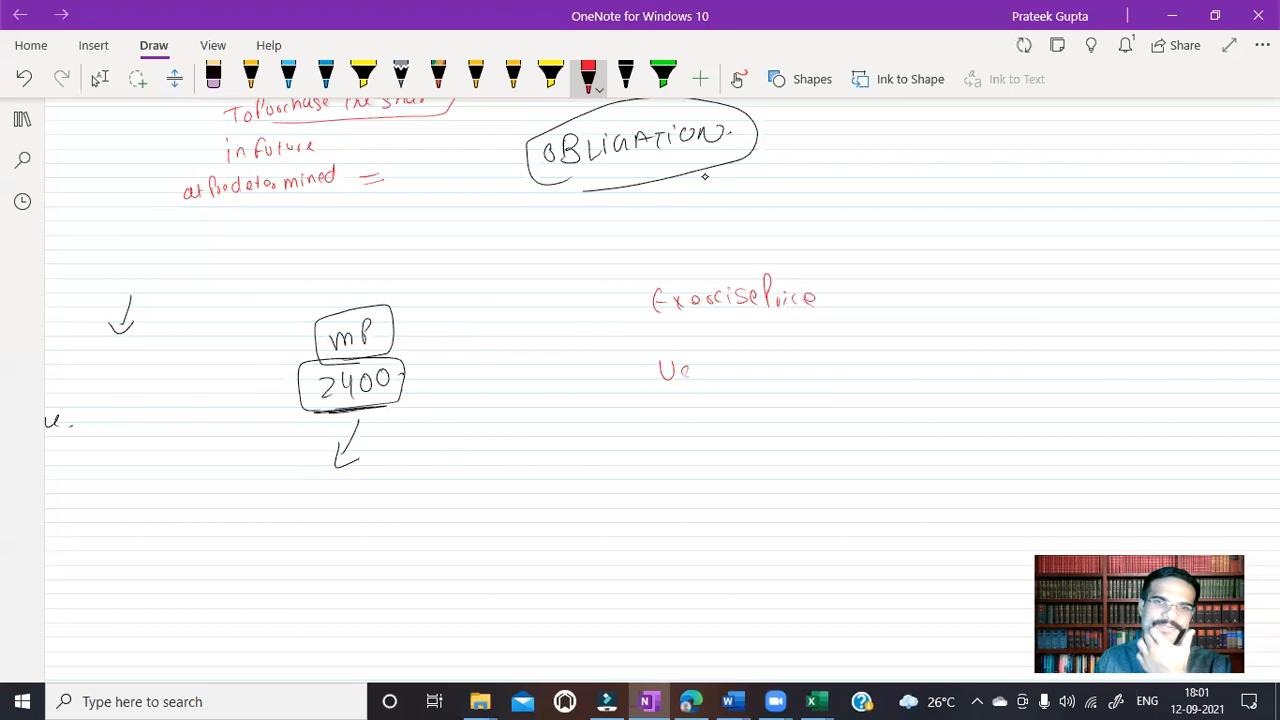 OneNote for Windows 10
Prateek Gupta
Home Insert Draw View Help
Share
Shapes Ink to Shape Ink to Text
To Purchase the
in Future
at Predetermined
OBLIGATION
Exercise Price
MP
2400
Ve
Type here to search
26°C
ENG
18:01
12-09-2021